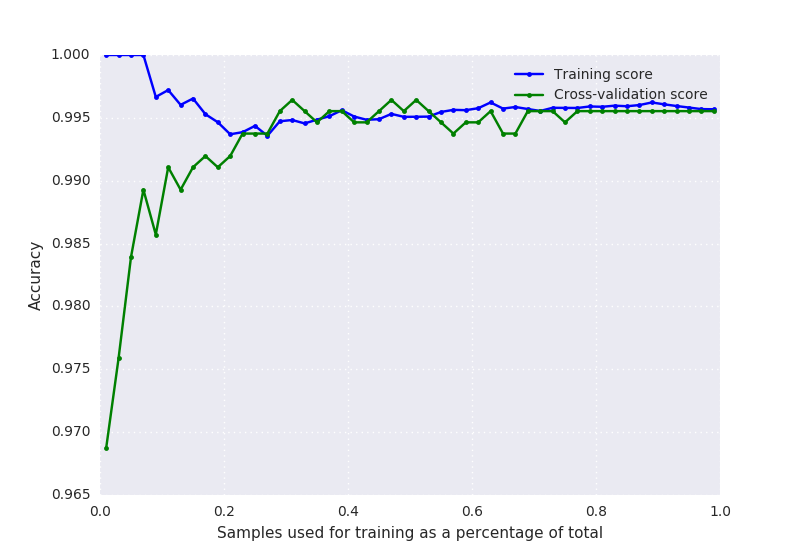 1.000
0.995
0.990
0.985
0.980
0.975
0.970
0.965
Accuracy
Training score
Cross-validation score
0.0 0.2 0.4 0.6 0.8 1.0
Samples used for training as a percentage of total